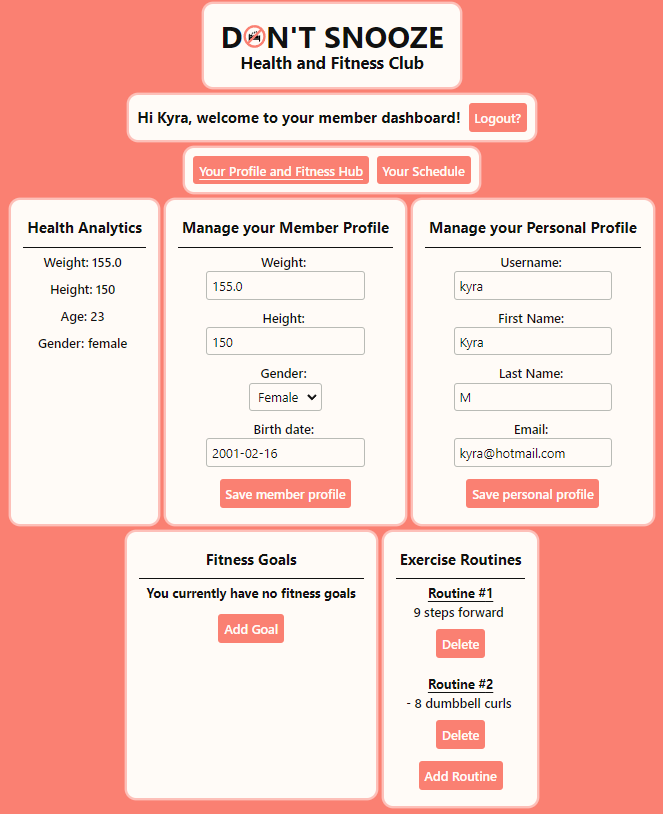 DON'T SNOOZE
Health and Fitness Club
Hi Kyra, welcome to your member dashboard! Logout?
Your Profile and Fitness Hub Your Schedule
Health Analytics
Weight: 155.0
Height: 150
Age: 23
Gender: female
Manage your Member Profile
Weight:
155.0
Height:
150
Gender:
Female
Birth date:
2001-02-16
Save member profile
Manage your Personal Profile
Username:
kyra
First Name:
Kyra
Last Name:
M
Email:
kyra@hotmail.com
Save personal profile
Fitness Goals
You currently have no fitness goals
Add Goal
Exercise Routines
Routine #1
9 steps forward
Delete
Routine #2
- 8 dumbbell curls
Delete
Add Routine